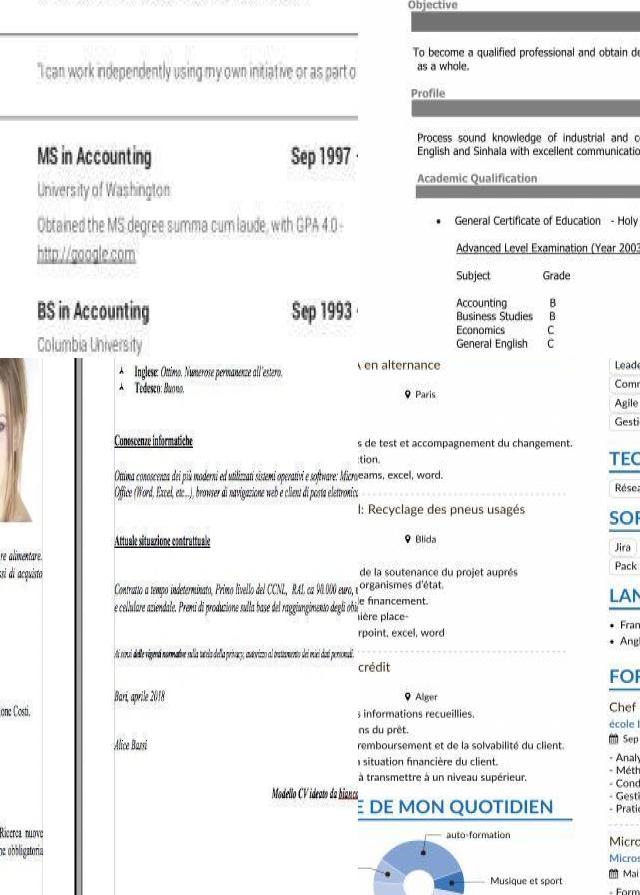 "I can work independently using my own initiative or as part o
MS in Accounting Sep 1997 -
University of Washington
Obtained the MS degree summa cum laude, with GPA 4.0 -
http://google.com
BS in Accounting Sep 1993 -
Columbia University
Objective
To become a qualified professional and obtain de
as a whole.
Profile
Process sound knowledge of industrial and c
English and Sinhala with excellent communicatio
Academic Qualification
• General Certificate of Education - Holy
Advanced Level Examination (Year 2003
Subject Grade
Accounting B
Business Studies B
Economics C
General English C
re alimentare.
ssi di acquisto
one Costi.
Ricerca nuove
ne obbligatoria
Inglese: Ottimo. Numerose permanenze all'estero.
Tedesco: Buono.
Conoscenze informatiche
Ottima conoscenza dei più moderni ed utilizzati sistemi operativi e software: Micro
Office (Word, Excel, etc...), browser di navigazione web e client di posta elettronic
Attuale situazione contrattuale
Contratto a tempo indeterminato, Primo livello del CCNL, RAL ca 90.000 euro,
e cellulare aziendale. Premi di produzione sulla base del raggiungimento degli obi
Ai sensi delle vigenti normative sulla tutela della privacy, autorizzo al trattamento dei miei dati personali.
Bari, aprile 2018
Alice Bassi
Modello CV ideato da bianco
en alternance
Paris
s de test et accompagnement du changement.
tion.
eams, excel, word.
l: Recyclage des pneus usagés
Blida
de la soutenance du projet auprés
organismes d'état.
e financement.
ière place-
rpoint, excel, word
crédit
Alger
s informations recueillies.
ns du prêt.
remboursement et de la solvabilité du client.
situation financière du client.
à transmettre à un niveau supérieur.
E DE MON QUOTIDIEN
auto-formation
Musique et sport
Leade
Comm
Agile
Gesti
TEC
Résea
SOF
Jira
Pack
LAN
• Fran
• Angl
FOR
Chef
école I
Sep
- Analy
- Méth
- Cond
- Gesti
- Pratic
Micro
Micros
Mai
- Form